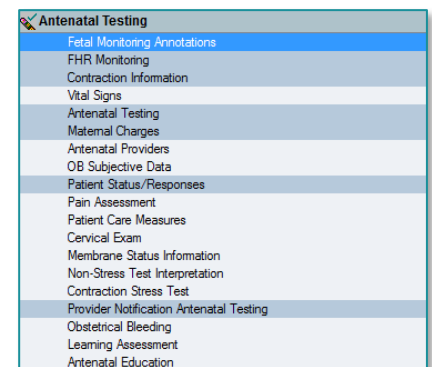 Antenatal Testing
Fetal Monitoring Annotations
FHR Monitoring
Contraction Information
Vital Signs
Antenatal Testing
Maternal Charges
Antenatal Providers
OB Subjective Data
Patient Status/Responses
Pain Assessment
Patient Care Measures
Cervical Exam
Membrane Status Information
Non-Stress Test Interpretation
Contraction Stress Test
Provider Notification Antenatal Testing
Obstetrical Bleeding
Learning Assessment
Antenatal Education